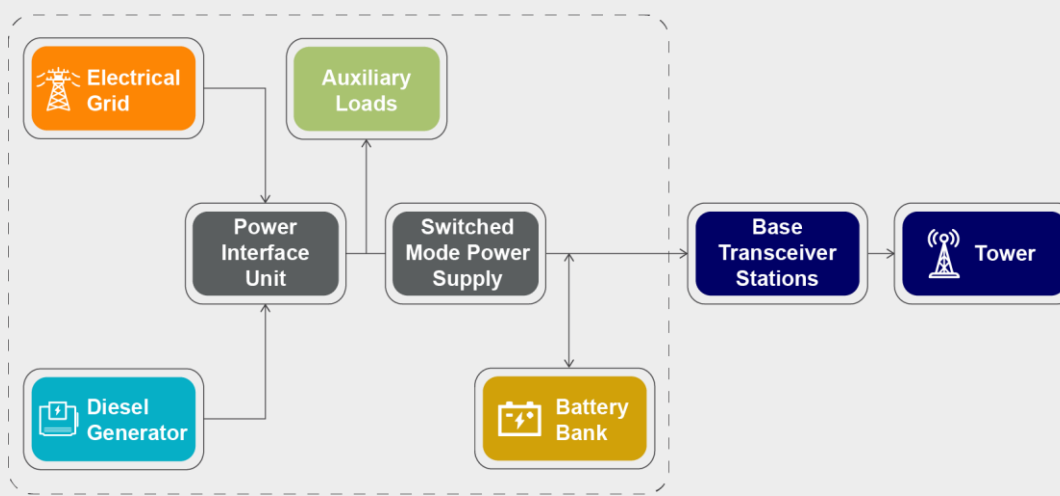 Electrical
Grid
Auxiliary
Loads
Power
Interface
Unit
Switched
Mode Power
Supply
Base
Transceiver
Stations
Tower
Diesel
Generator
Battery
Bank